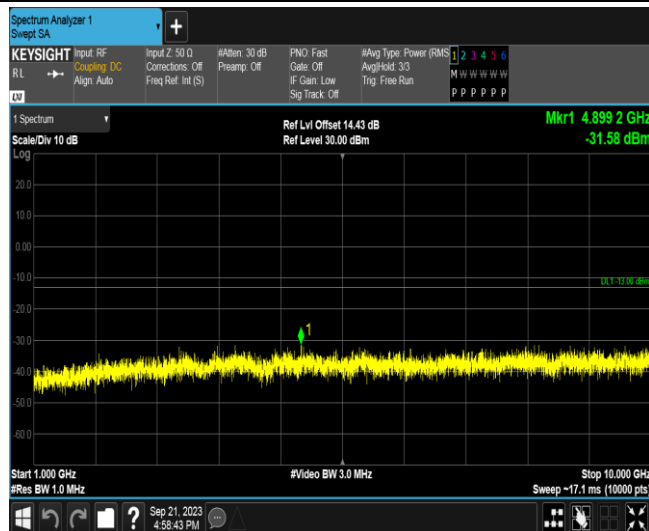 Spectrum Analyzer 1
Swept SA
KEYSIGHT
RL
LXI
Input: RF
Coupling: DC
Align: Auto
Input Z: 50 Ω
Corrections: Off
Freq Ref: Int (S)
#Atten: 30 dB
Preamp: Off
PNO: Fast
Gate: Off
IF Gain: Low
Sig Track: Off
#Avg Type: Power (RMS
Avg|Hold: 3/3
Trig: Free Run
1 2 3 4 5 6
M W W W W W
P P P P P P
1 Spectrum
Scale/Div 10 dB
Ref Lvl Offset 14.43 dB
Ref Level 30.00 dBm
Mkr1 4.899 2 GHz
-31.58 dBm
Log
20.0
10.0
0.00
-10.0
DL1 -13.00 dBm
-20.0
-30.0
1
-40.0
-50.0
-60.0
Start 1.000 GHz
#Res BW 1.0 MHz
#Video BW 3.0 MHz
Stop 10.000 GHz
Sweep ~17.1 ms (10000 pts)
?
Sep 21, 2023
4:58:43 PM